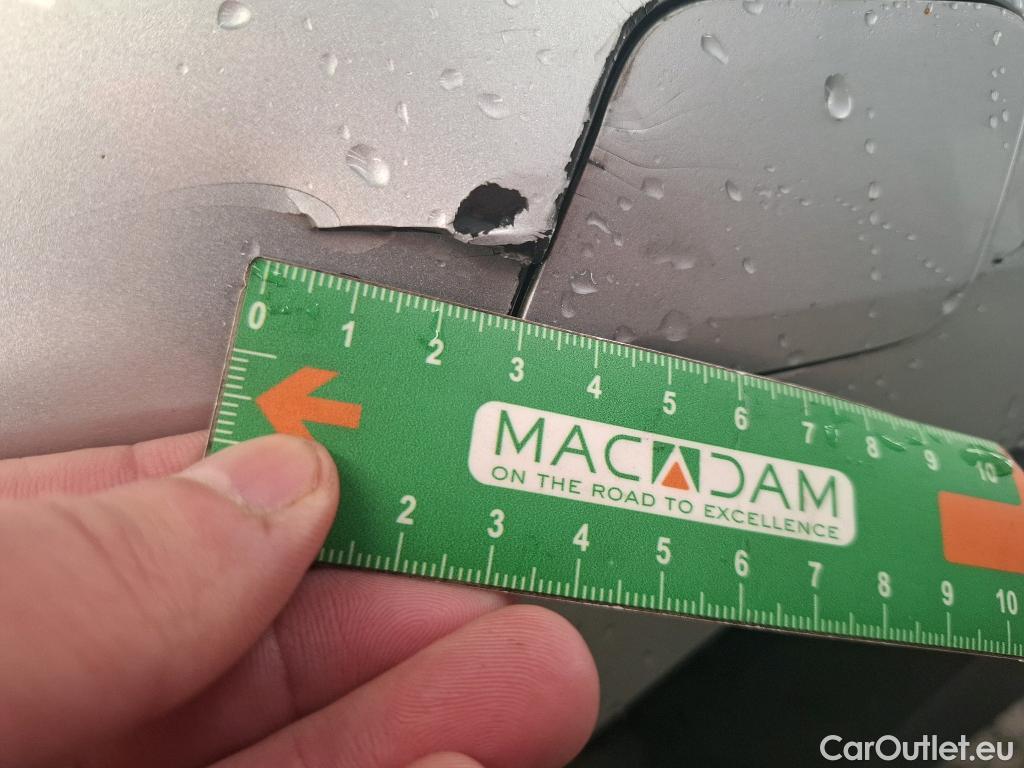 0 1 2 3 4 5 6 7 8 9 10
MACADAM
ON THE ROAD TO EXCELLENCE
2 3 4 5 6 7 8 9 10
CarOutlet.eu